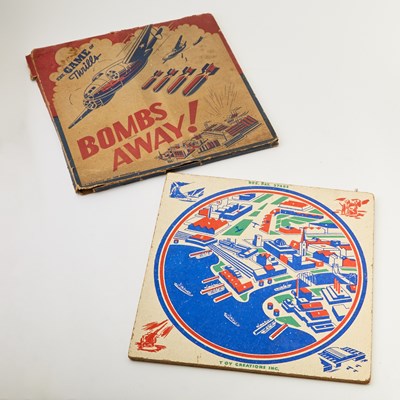 THE GAME OF
Thrills
BOMBS
AWAY!
TOY CREATIONS INC.